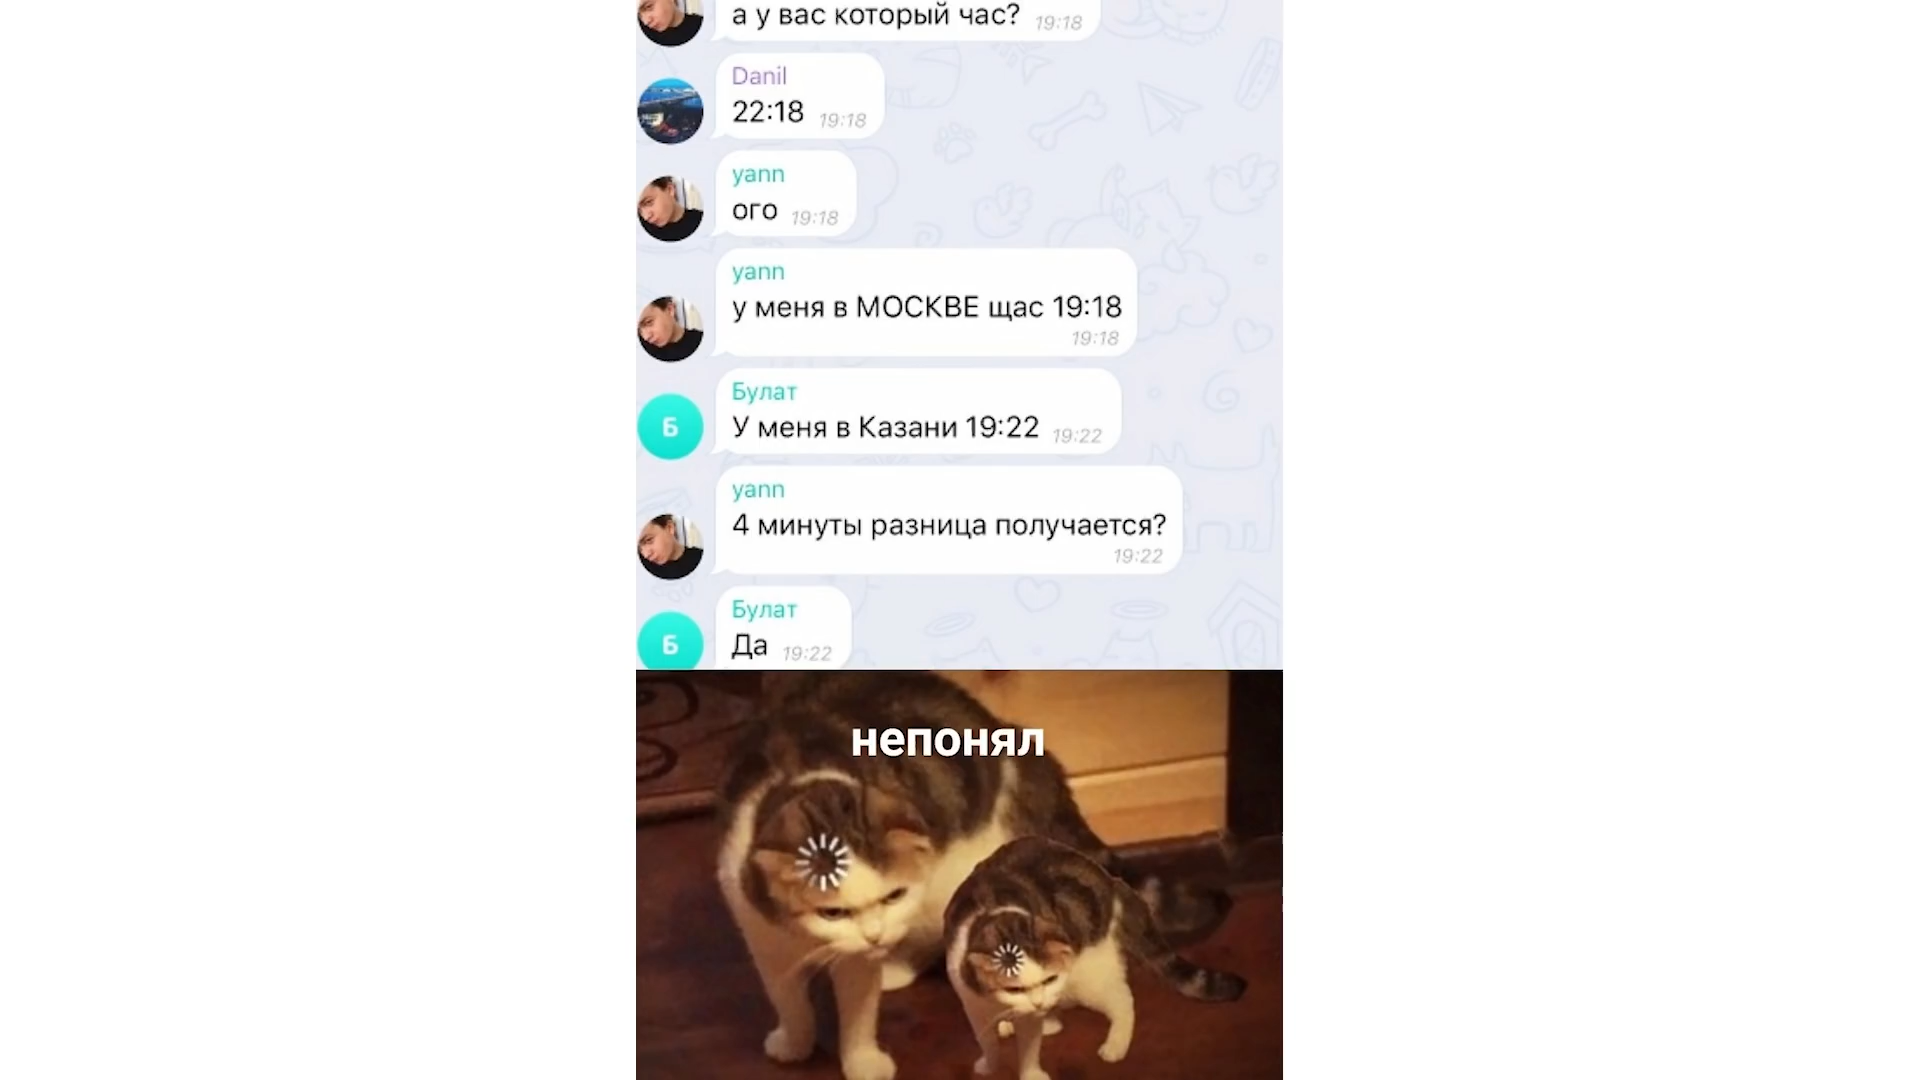 а у вас который час? 19:18
Danil
22:18 19:18
yann
ого 19:18
yann
у меня в МОСКВЕ щас 19:18
19:18
Булат
Б
У меня в Казани 19:22 19:22
yann
4 минуты разница получается?
19:22
Булат
Б
Да 19:22
непонял